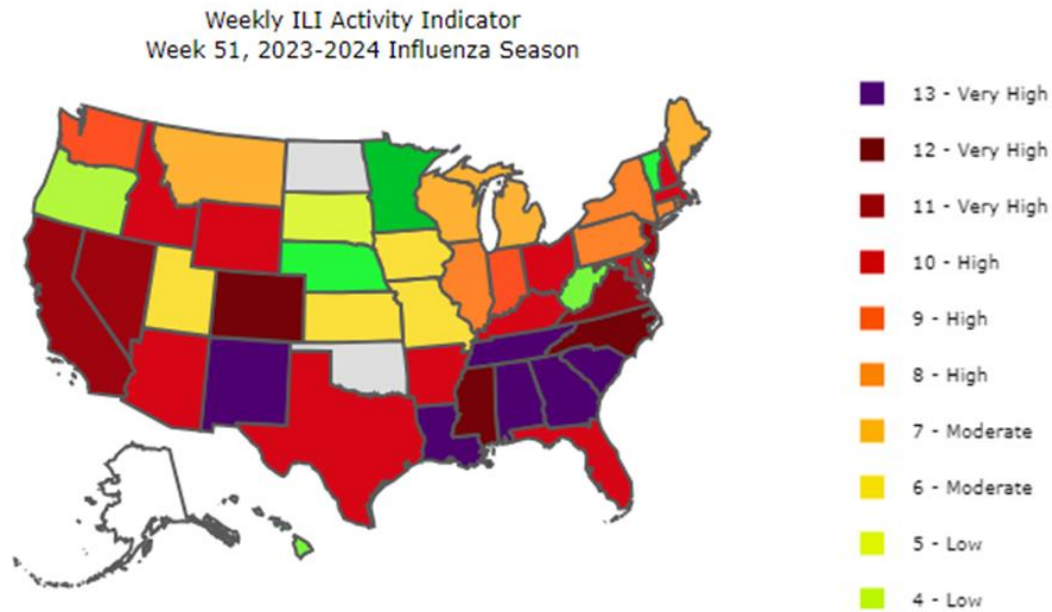 Weekly ILI Activity Indicator
Week 51, 2023-2024 Influenza Season
13 - Very High
12 - Very High
11 - Very High
10 - High
9 - High
8 - High
7 - Moderate
6 - Moderate
5 - Low
4 - Low